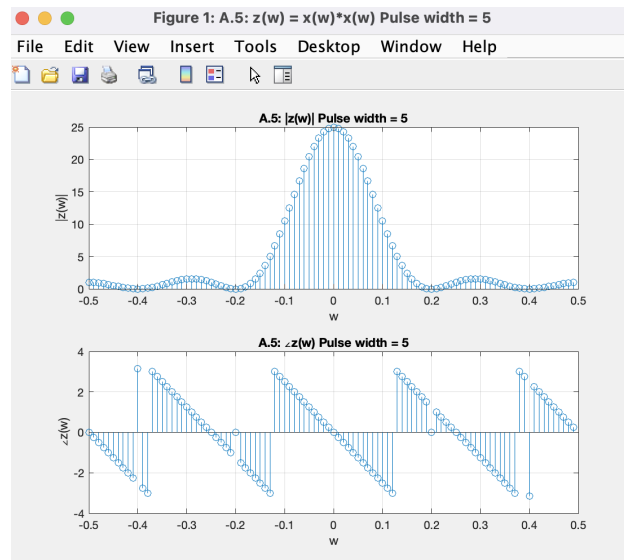 Figure 1: A.5: z(w) = x(w)*x(w) Pulse width = 5
File Edit View Insert Tools Desktop Window Help
A.5: |z(w)| Pulse width = 5
25
20
15
10
5
0
|z(w)|
-0.5 -0.4 -0.3 -0.2 -0.1 0 0.1 0.2 0.3 0.4 0.5
w
A.5: ∠z(w) Pulse width = 5
4
2
0
-2
-4
∠z(w)
-0.5 -0.4 -0.3 -0.2 -0.1 0 0.1 0.2 0.3 0.4 0.5
w